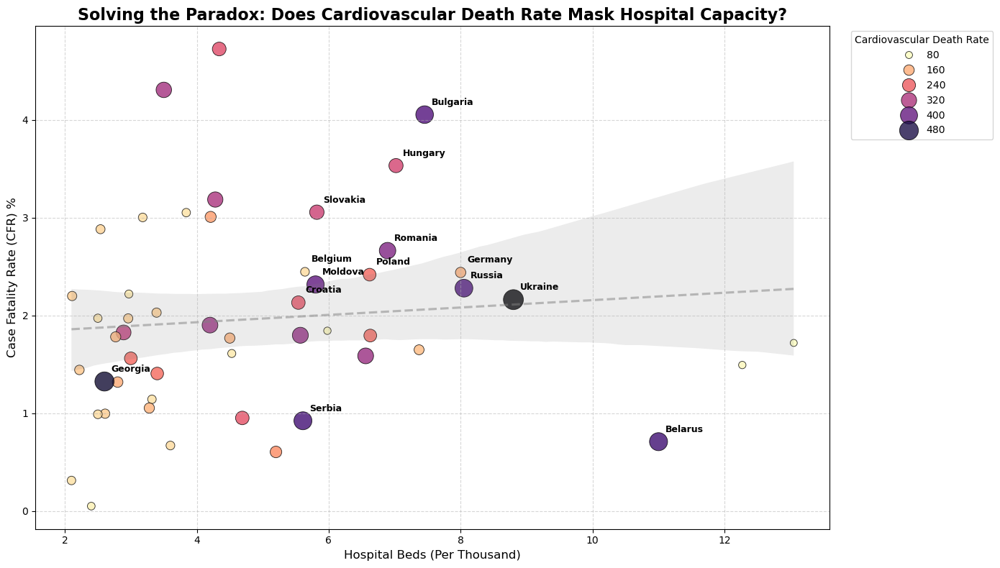 Solving the Paradox: Does Cardiovascular Death Rate Mask Hospital Capacity?
Cardiovascular Death Rate
80
160
240
320
400
480
Case Fatality Rate (CFR) %
4
3
2
1
0
Bulgaria
Hungary
Slovakia
Romania
Belgium
Poland
Germany
Moldova
Russia
Croatia
Ukraine
Georgia
Serbia
Belarus
2 4 6 8 10 12
Hospital Beds (Per Thousand)